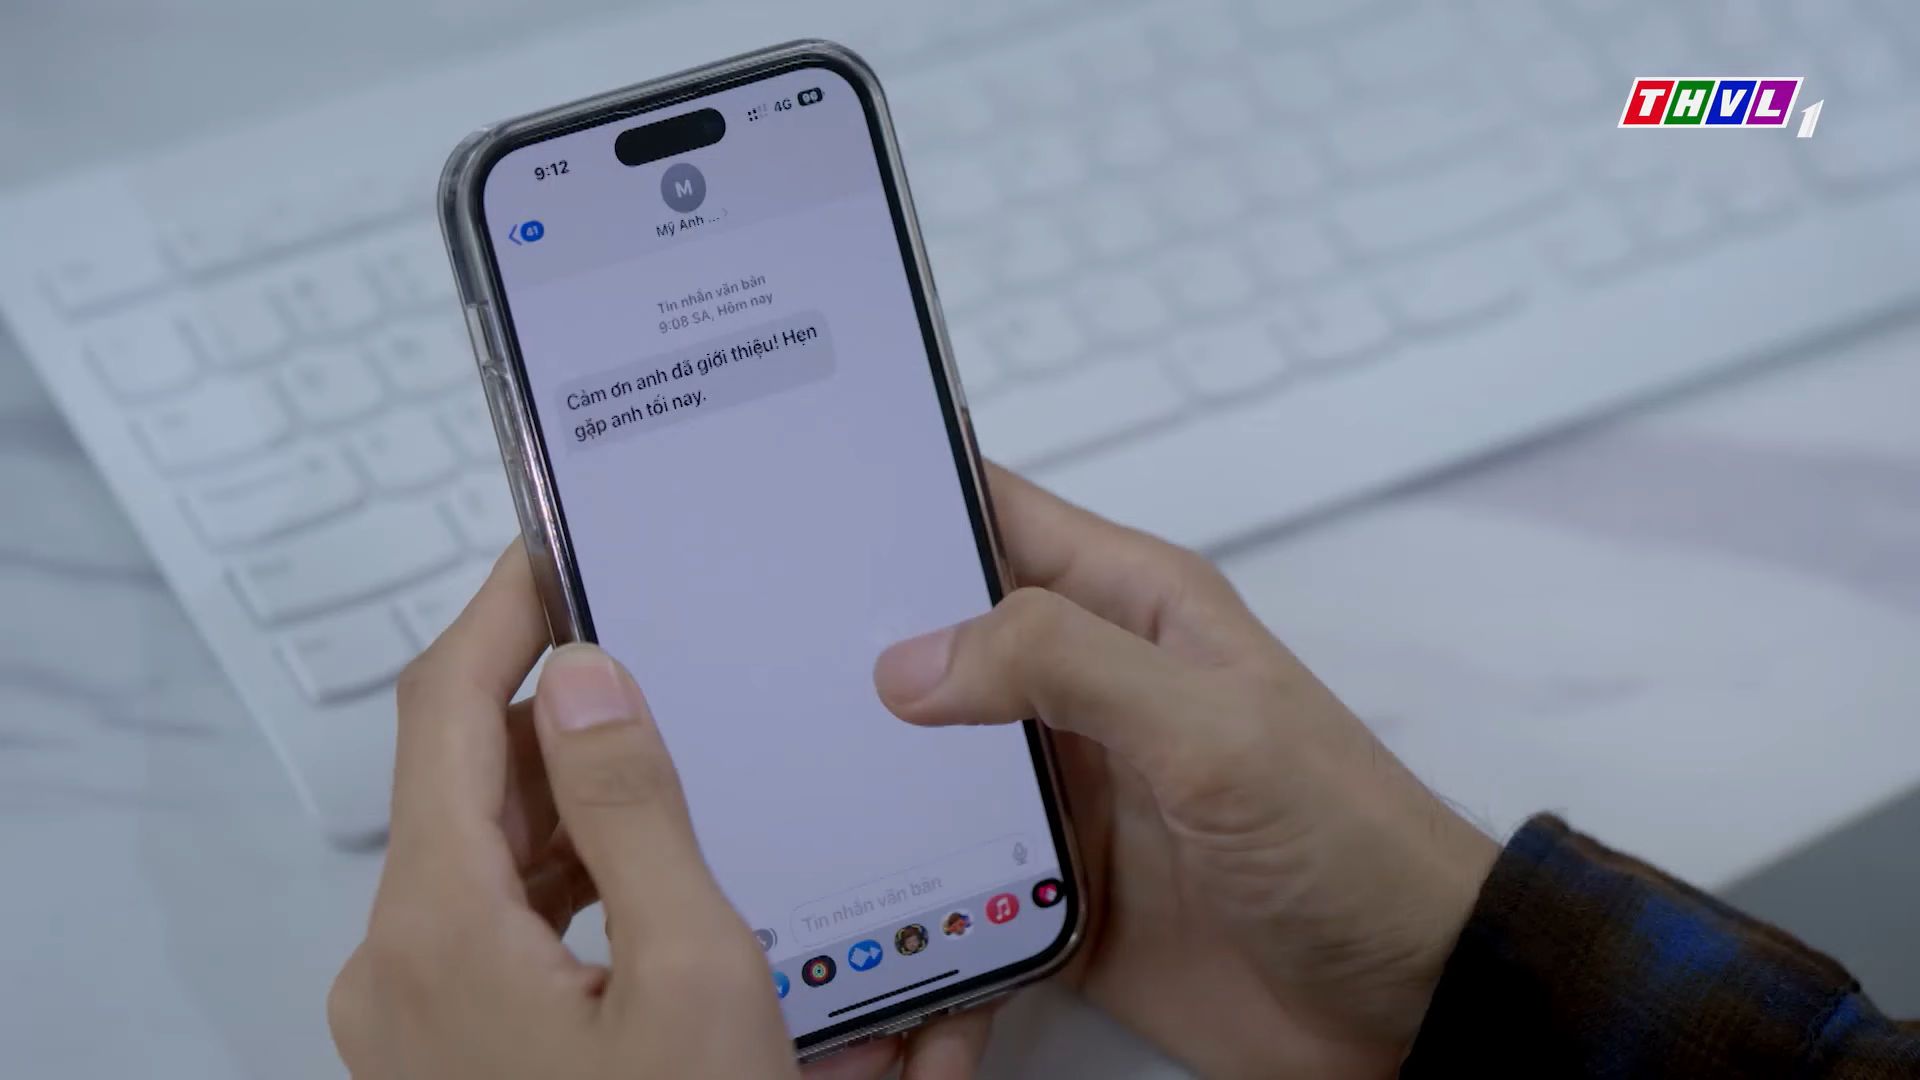 THVL1
9:12
4G
M
41
Mỹ Anh ...
Tin nhắn văn bản
9:08 SA, Hôm nay
Cảm ơn anh đã giới thiệu! Hẹn
gặp anh tối nay.
Tin nhắn văn bản